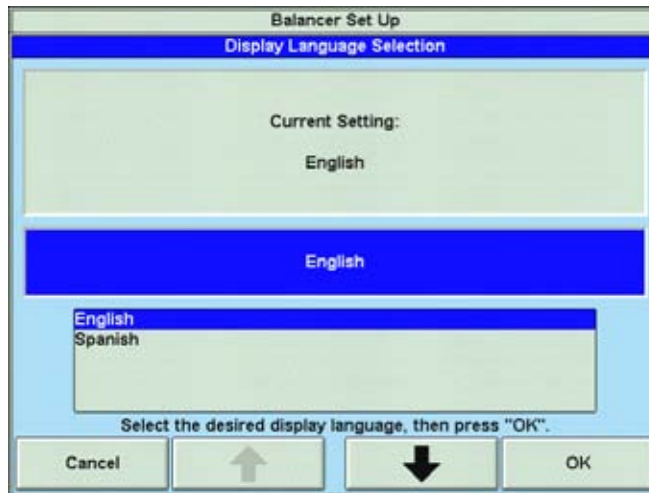 Balancer Set Up
Display Language Selection
Current Setting:
English
English
English
Spanish
Select the desired display language, then press "OK".
Cancel
OK